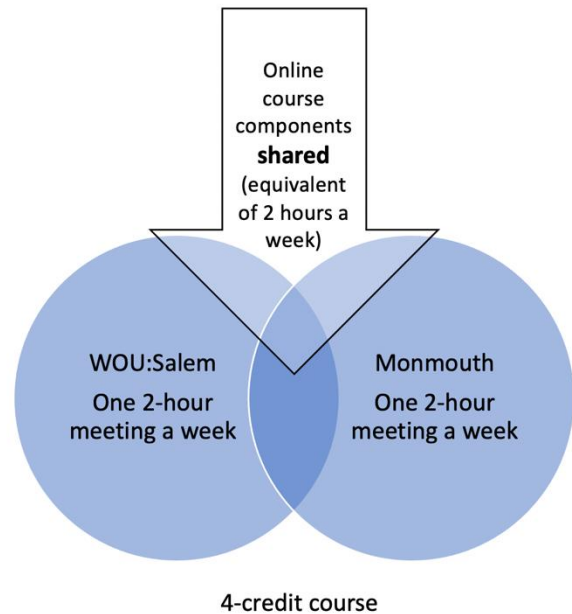 Online
course
components
shared
(equivalent
of 2 hours a
week)
WOU:Salem
One 2-hour
meeting a week
Monmouth
One 2-hour
meeting a week
4-credit course